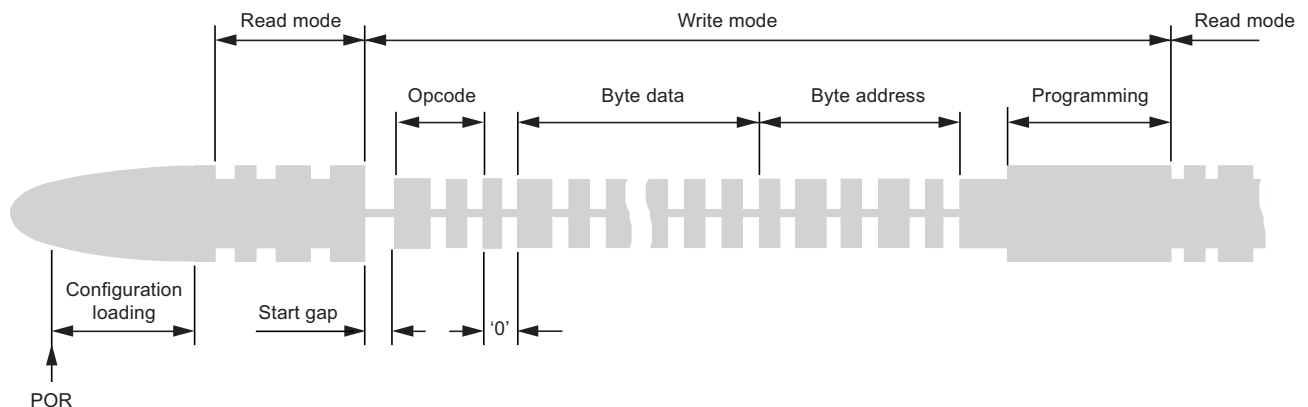 Read mode
Write mode
Read mode
Opcode
Byte data
Byte address
Programming
Configuration
loading
Start gap
‘0’
POR